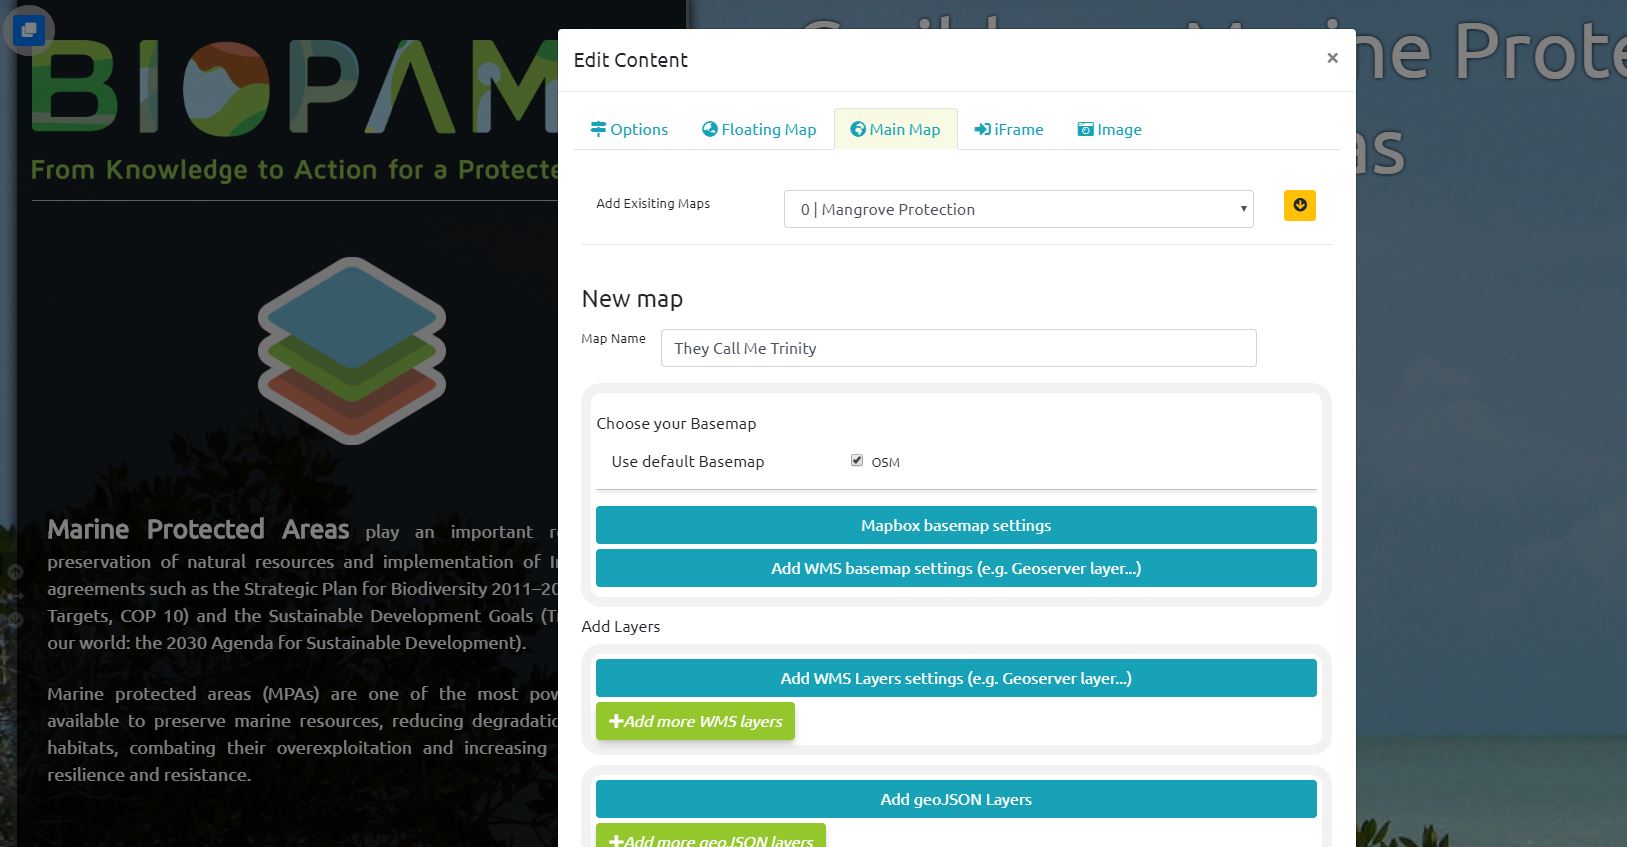 BIOPAM
From Knowledge to Action for a Protecte
Marine Protected Areas play an important r
preservation of natural resources and implementation of I
agreements such as the Strategic Plan for Biodiversity 2011–20
Targets, COP 10) and the Sustainable Development Goals (T
our world: the 2030 Agenda for Sustainable Development).
Marine protected areas (MPAs) are one of the most pow
available to preserve marine resources, reducing degradatio
habitats, combating their overexploitation and increasing
resilience and resistance.
ne Prote
as
Edit Content
×
Options
Floating Map
Main Map
iFrame
Image
Add Exisiting Maps
0 | Mangrove Protection
New map
Map Name
They Call Me Trinity
Choose your Basemap
Use default Basemap
OSM
Mapbox basemap settings
Add WMS basemap settings (e.g. Geoserver layer...)
Add Layers
Add WMS Layers settings (e.g. Geoserver layer...)
Add more WMS layers
Add geoJSON Layers
Add more geoJSON layers